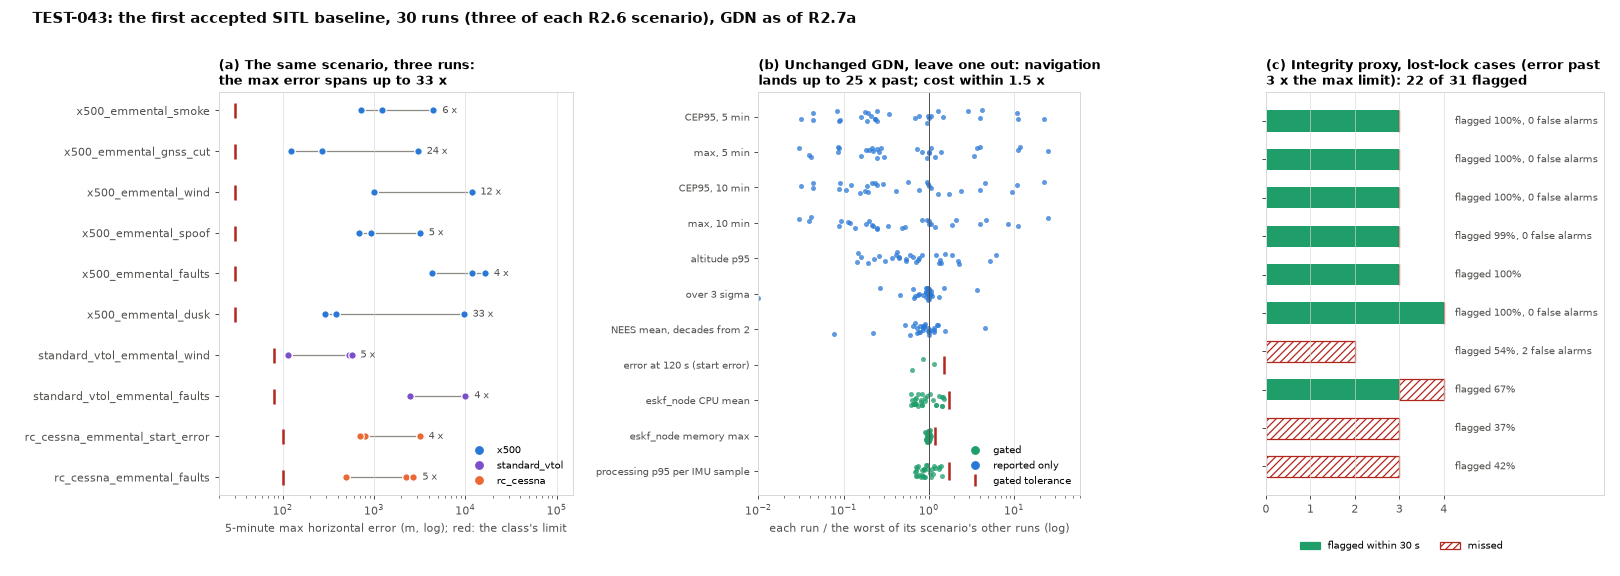 TEST-043: the first accepted SITL baseline, 30 runs (three of each R2.6 scenario), GDN as of R2.7a
(a) The same scenario, three runs:
the max error spans up to 33 x
x500_emmental_smoke
x500_emmental_gnss_cut
x500_emmental_wind
x500_emmental_spoof
x500_emmental_faults
x500_emmental_dusk
standard_vtol_emmental_wind
standard_vtol_emmental_faults
rc_cessna_emmental_start_error
rc_cessna_emmental_faults
6 x
24 x
12 x
5 x
4 x
33 x
5 x
4 x
4 x
5 x
x500
standard_vtol
rc_cessna
10² 10³ 10⁴ 10⁵
5-minute max horizontal error (m, log); red: the class's limit
(b) Unchanged GDN, leave one out: navigation
lands up to 25 x past; cost within 1.5 x
CEP95, 5 min
max, 5 min
CEP95, 10 min
max, 10 min
altitude p95
over 3 sigma
NEES mean, decades from 2
error at 120 s (start error)
eskf_node CPU mean
eskf_node memory max
processing p95 per IMU sample
gated
reported only
gated tolerance
10⁻² 10⁻¹ 10⁰ 10¹
each run / the worst of its scenario's other runs (log)
(c) Integrity proxy, lost-lock cases (error past
3 x the max limit): 22 of 31 flagged
flagged 100%, 0 false alarms
flagged 100%, 0 false alarms
flagged 100%, 0 false alarms
flagged 99%, 0 false alarms
flagged 100%
flagged 100%, 0 false alarms
flagged 54%, 2 false alarms
flagged 67%
flagged 37%
flagged 42%
0 1 2 3 4
flagged within 30 s
missed